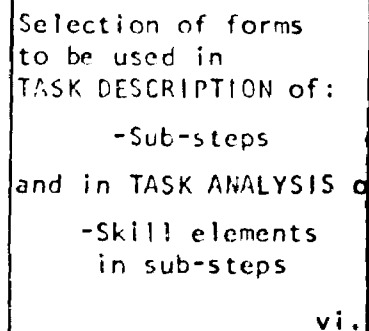 Selection of forms
to be used in
TASK DESCRIPTION of:
-Sub-steps
and in TASK ANALYSIS
-Skill elements
in sub-steps
vi.